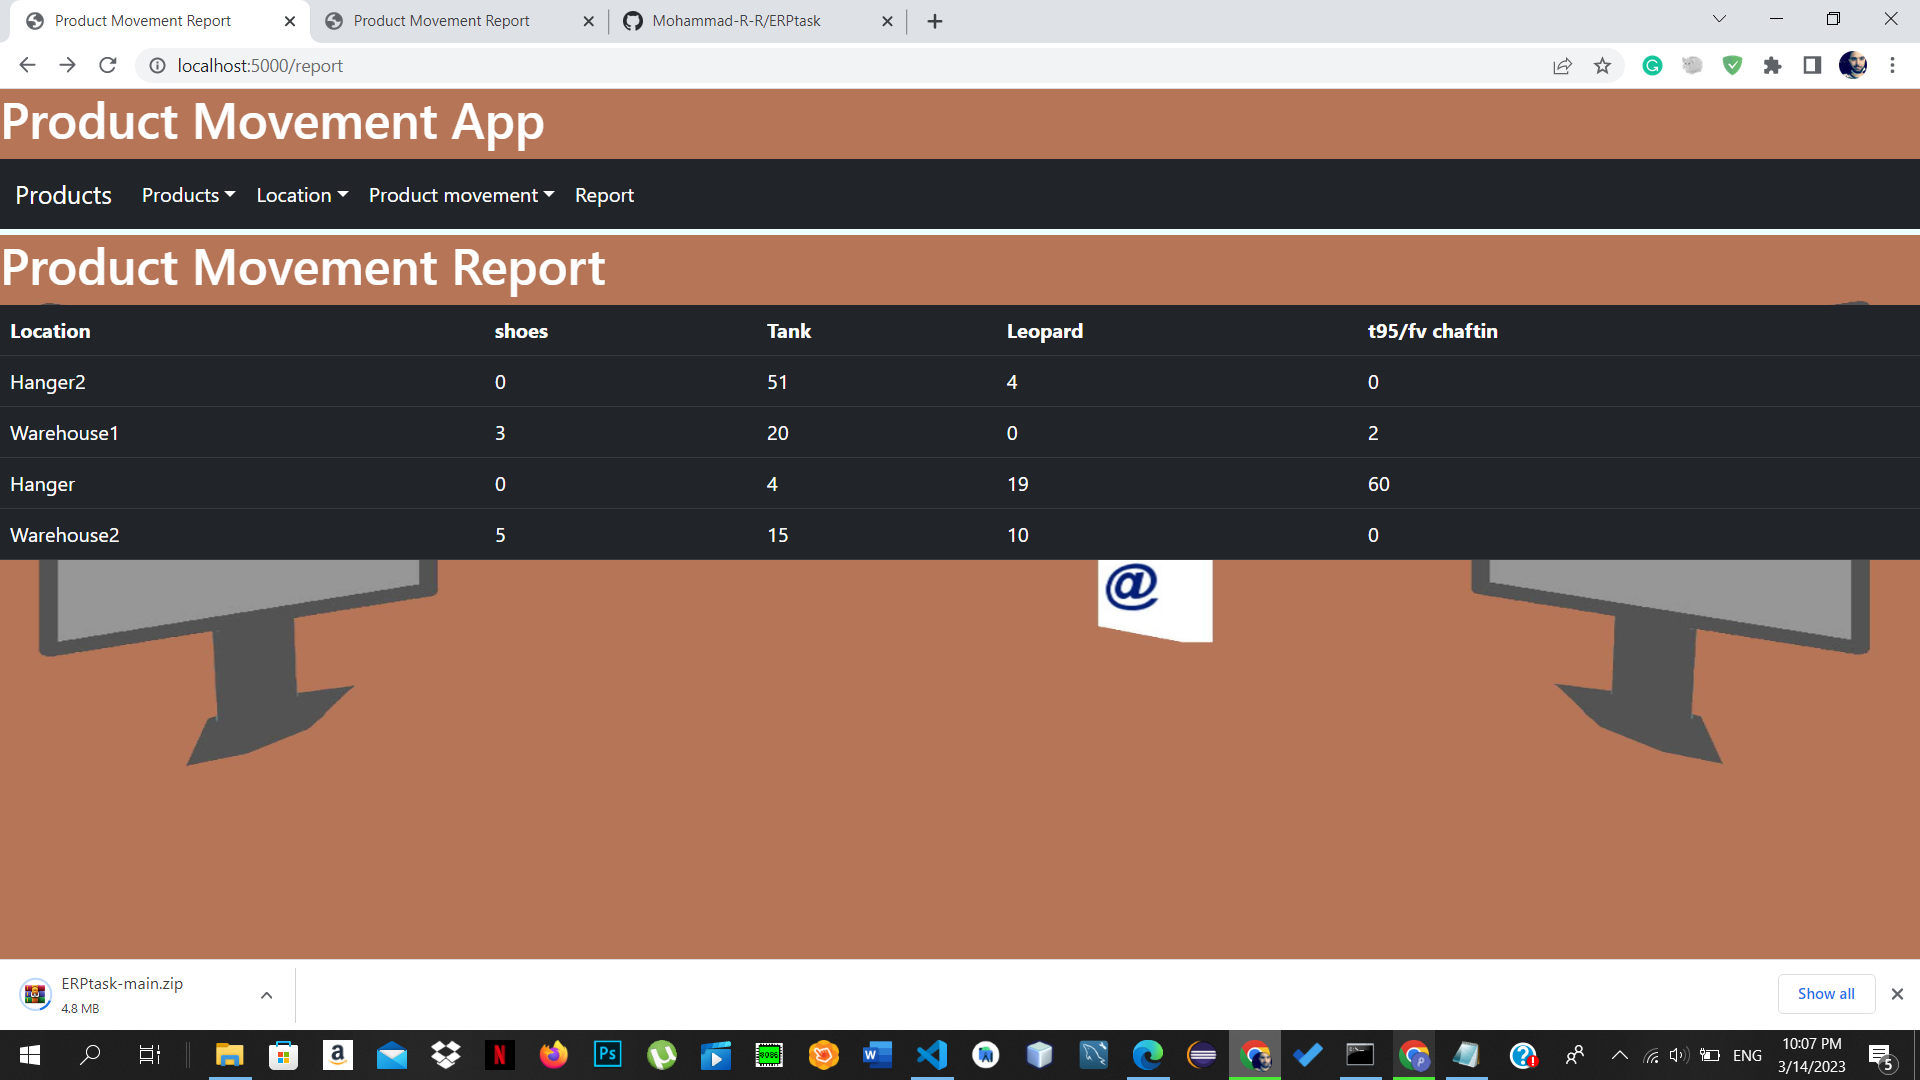 Product Movement Report
Product Movement Report
Mohammad-R-R/ERPtask
localhost:5000/report
Product Movement App
Products Products Location Product movement Report
Product Movement Report
Location shoes Tank Leopard t95/fv chaftin
Hanger2 0 51 4 0
Warehouse1 3 20 0 2
Hanger 0 4 19 60
Warehouse2 5 15 10 0
@
ERPtask-main.zip
4.8 MB
Show all
ENG
10:07 PM
3/14/2023
5